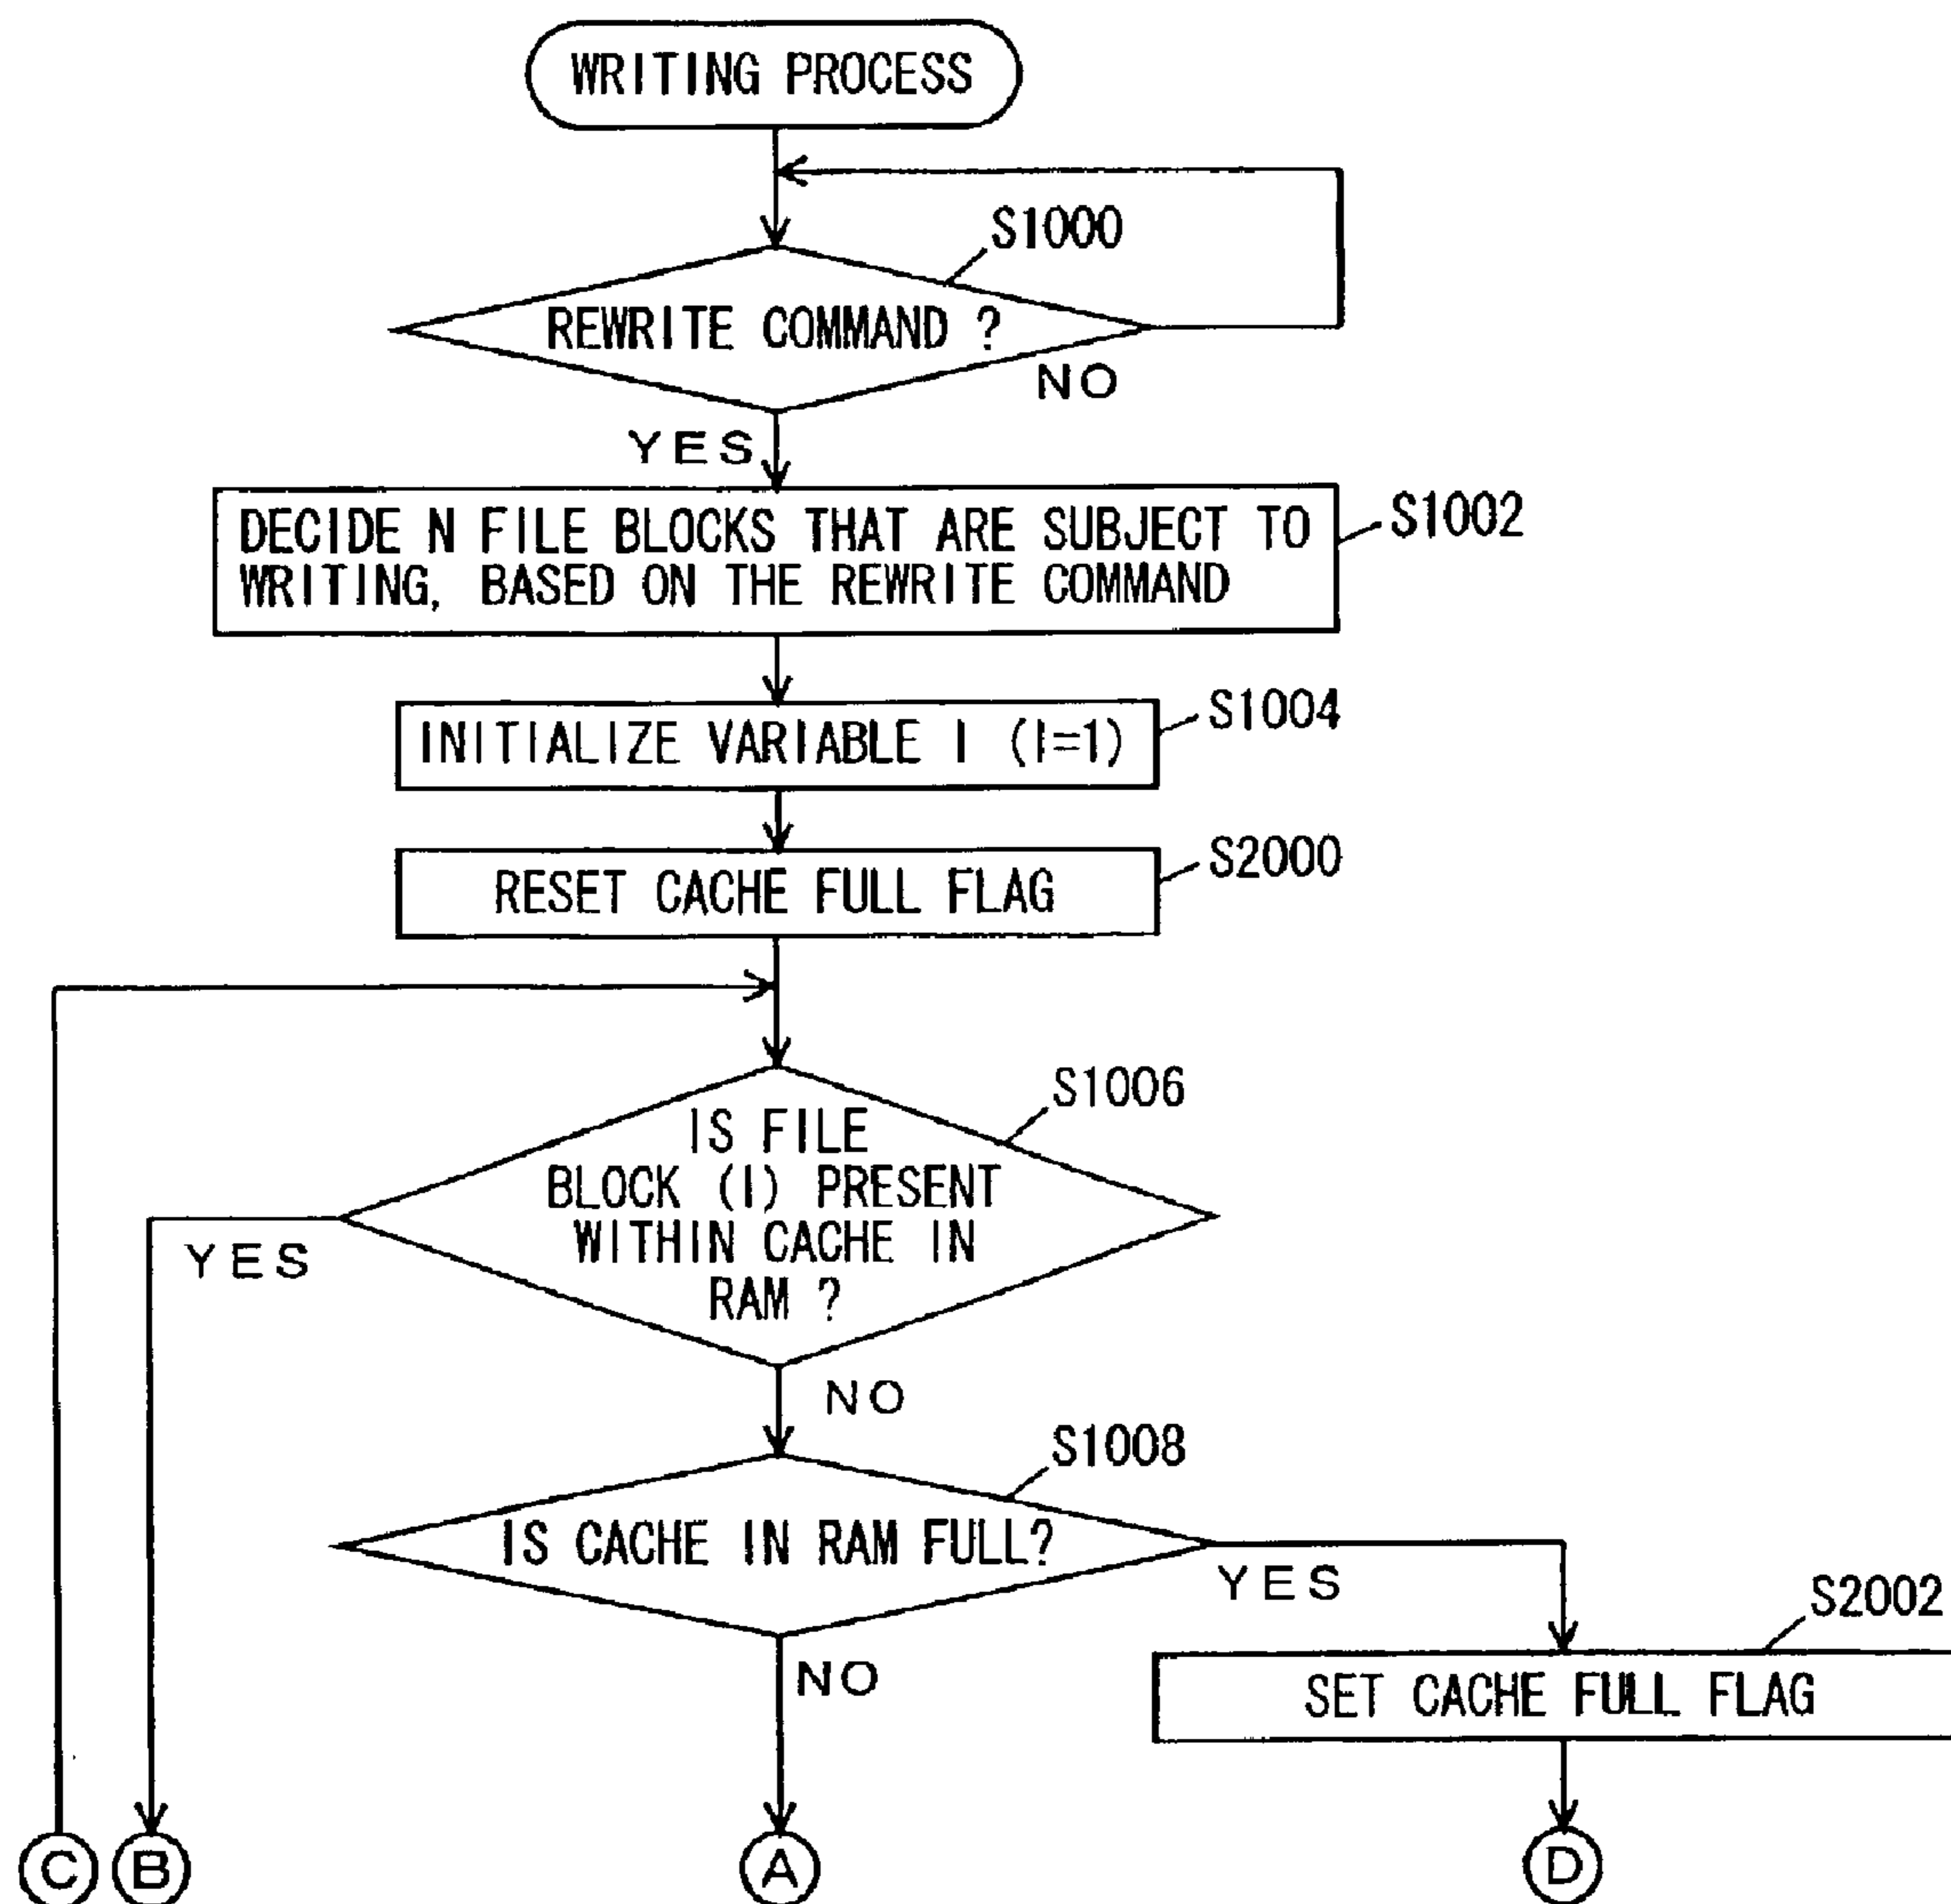 WRITING PROCESS
S1000
REWRITE COMMAND ?
NO
YES
S1002
DECIDE N FILE BLOCKS THAT ARE SUBJECT TO
WRITING, BASED ON THE REWRITE COMMAND
S1004
INITIALIZE VARIABLE I (I=1)
S2000
RESET CACHE FULL FLAG
S1006
IS FILE
BLOCK (I) PRESENT
WITHIN CACHE IN
RAM ?
YES
NO
S1008
IS CACHE IN RAM FULL?
YES
NO
S2002
SET CACHE FULL FLAG
C
B
A
D